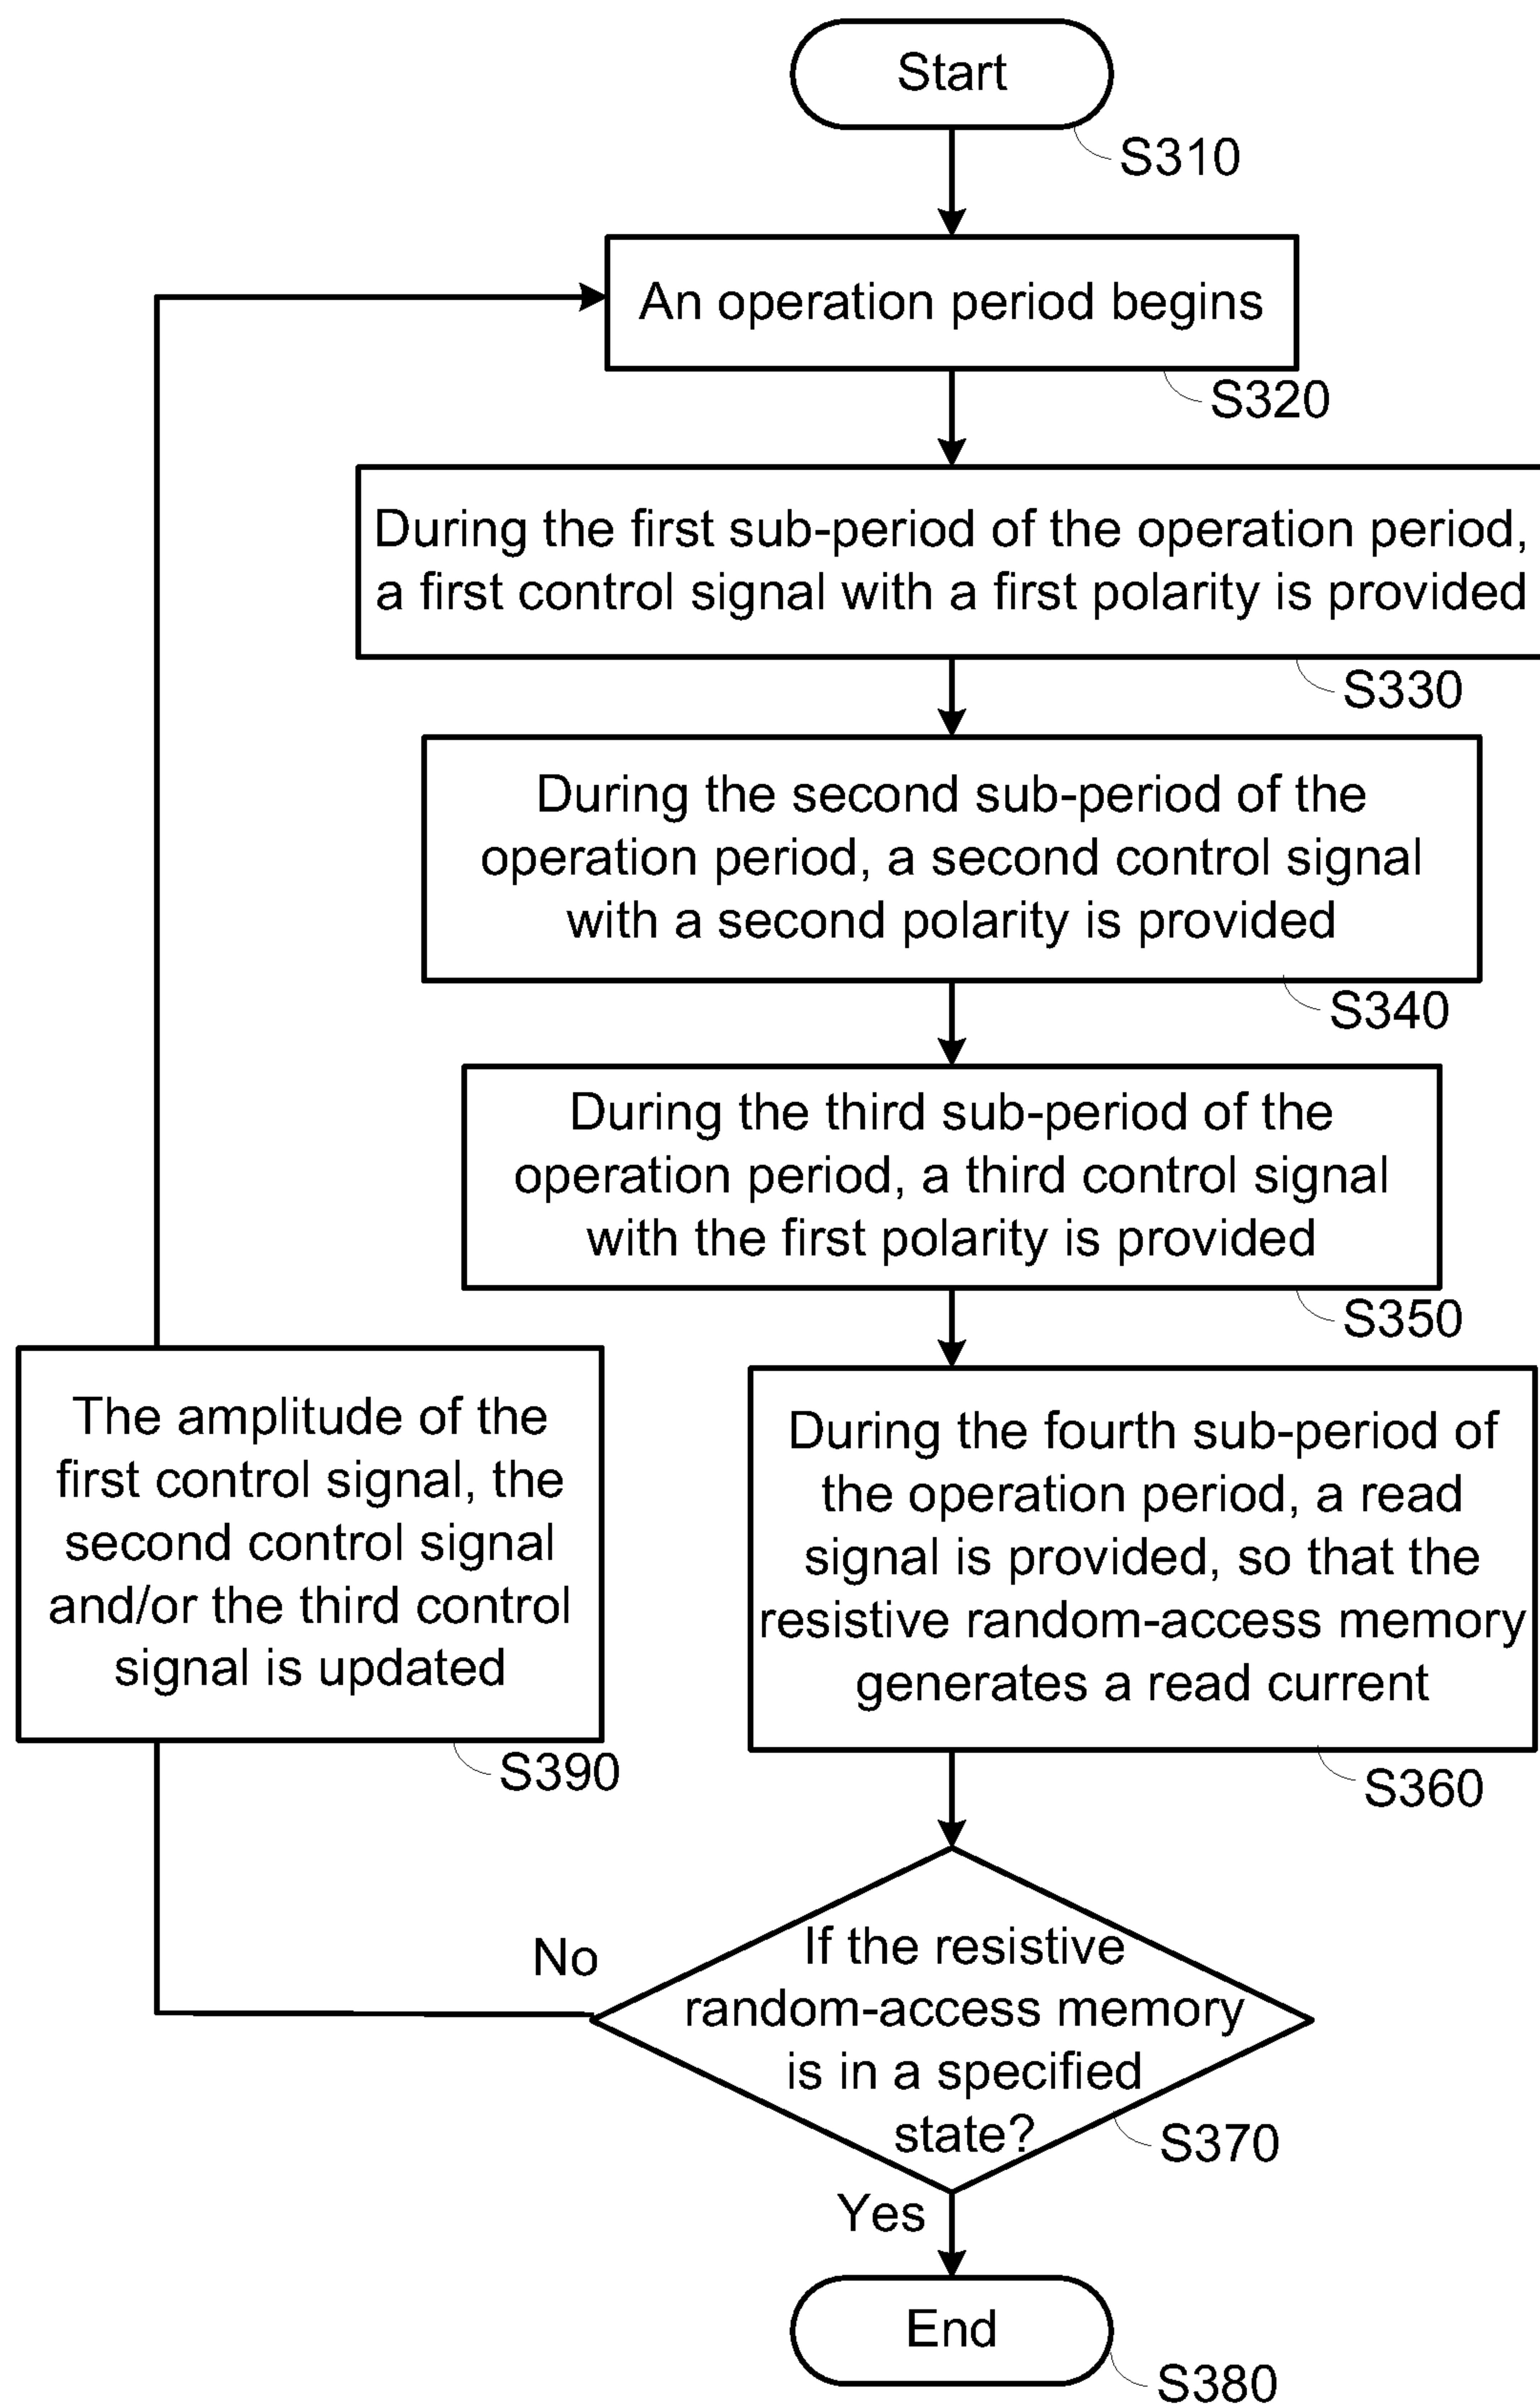 Start
S310
An operation period begins
S320
During the first sub-period of the operation period,
a first control signal with a first polarity is provided
S330
During the second sub-period of the
operation period, a second control signal
with a second polarity is provided
S340
During the third sub-period of the
operation period, a third control signal
with the first polarity is provided
S350
The amplitude of the
first control signal, the
second control signal
and/or the third control
signal is updated
S390
During the fourth sub-period of
the operation period, a read
signal is provided, so that the
resistive random-access memory
generates a read current
S360
No
If the resistive
random-access memory
is in a specified
state?
S370
Yes
End
S380